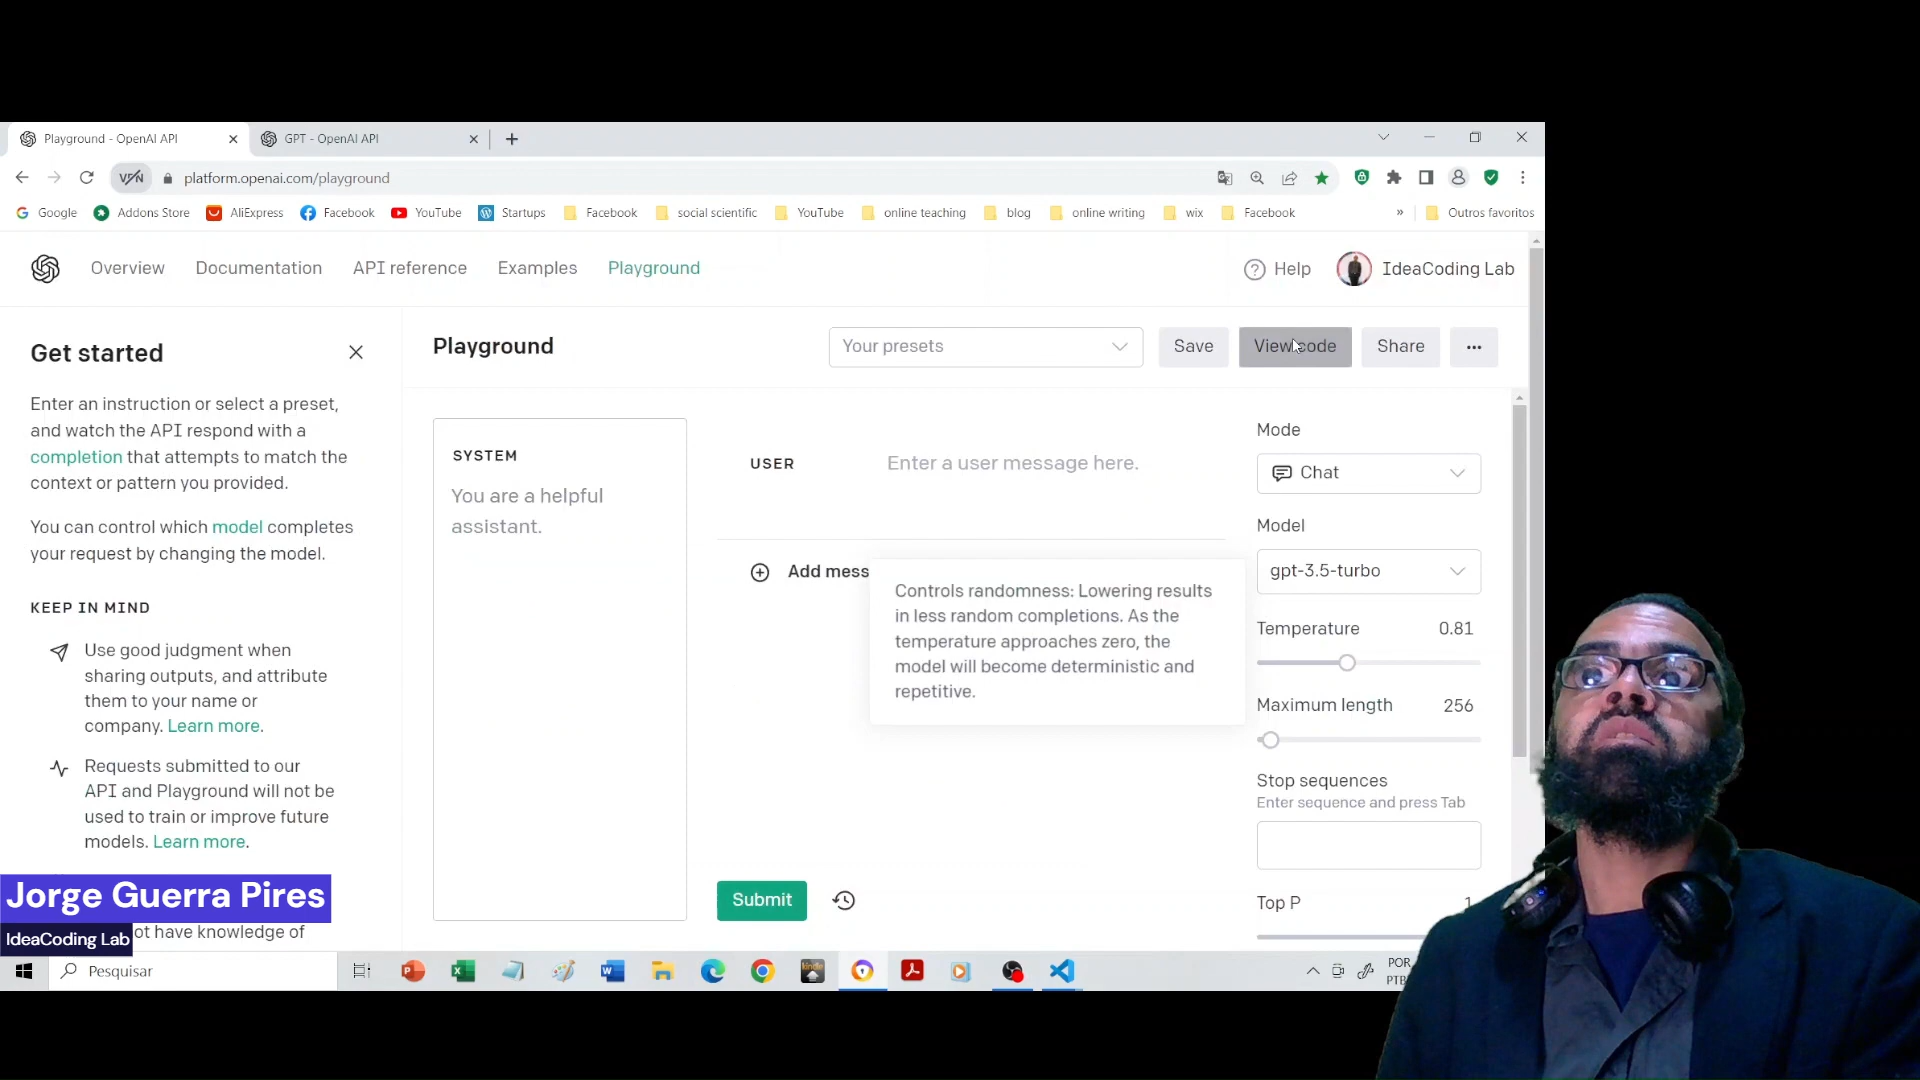 Playground - OpenAI API
GPT - OpenAI API
VPN
platform.openai.com/playground
Google
Addons Store
AliExpress
Facebook
YouTube
Startups
Facebook
social scientific
YouTube
online teaching
blog
online writing
wix
Facebook
»
Outros favoritos
Overview
Documentation
API reference
Examples
Playground
Help
IdeaCoding Lab
Get started
Enter an instruction or select a preset,
and watch the API respond with a
completion that attempts to match the
context or pattern you provided.
You can control which model completes
your request by changing the model.
KEEP IN MIND
Use good judgment when
sharing outputs, and attribute
them to your name or
company. Learn more.
Requests submitted to our
API and Playground will not be
used to train or improve future
models. Learn more.
ot have knowledge of
Jorge Guerra Pires
IdeaCoding Lab
Playground
Your presets
Save
View code
Share
...
SYSTEM
You are a helpful
assistant.
USER
Enter a user message here.
Add mess
Controls randomness: Lowering results
in less random completions. As the
temperature approaches zero, the
model will become deterministic and
repetitive.
Submit
Mode
Chat
Model
gpt-3.5-turbo
Temperature 0.81
Maximum length 256
Stop sequences
Enter sequence and press Tab
Top P 1
Pesquisar
kindle
POR
PTB